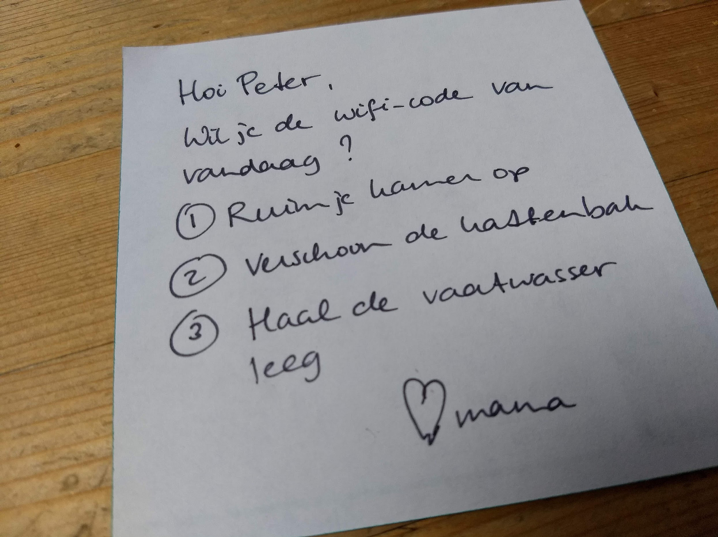 Hoi Peter,
Wil je de wifi-code van
vandaag?
① Ruim je kamer op
② Verschoon de kattenbak
③ Haal de vaatwasser
leeg
♡ mama